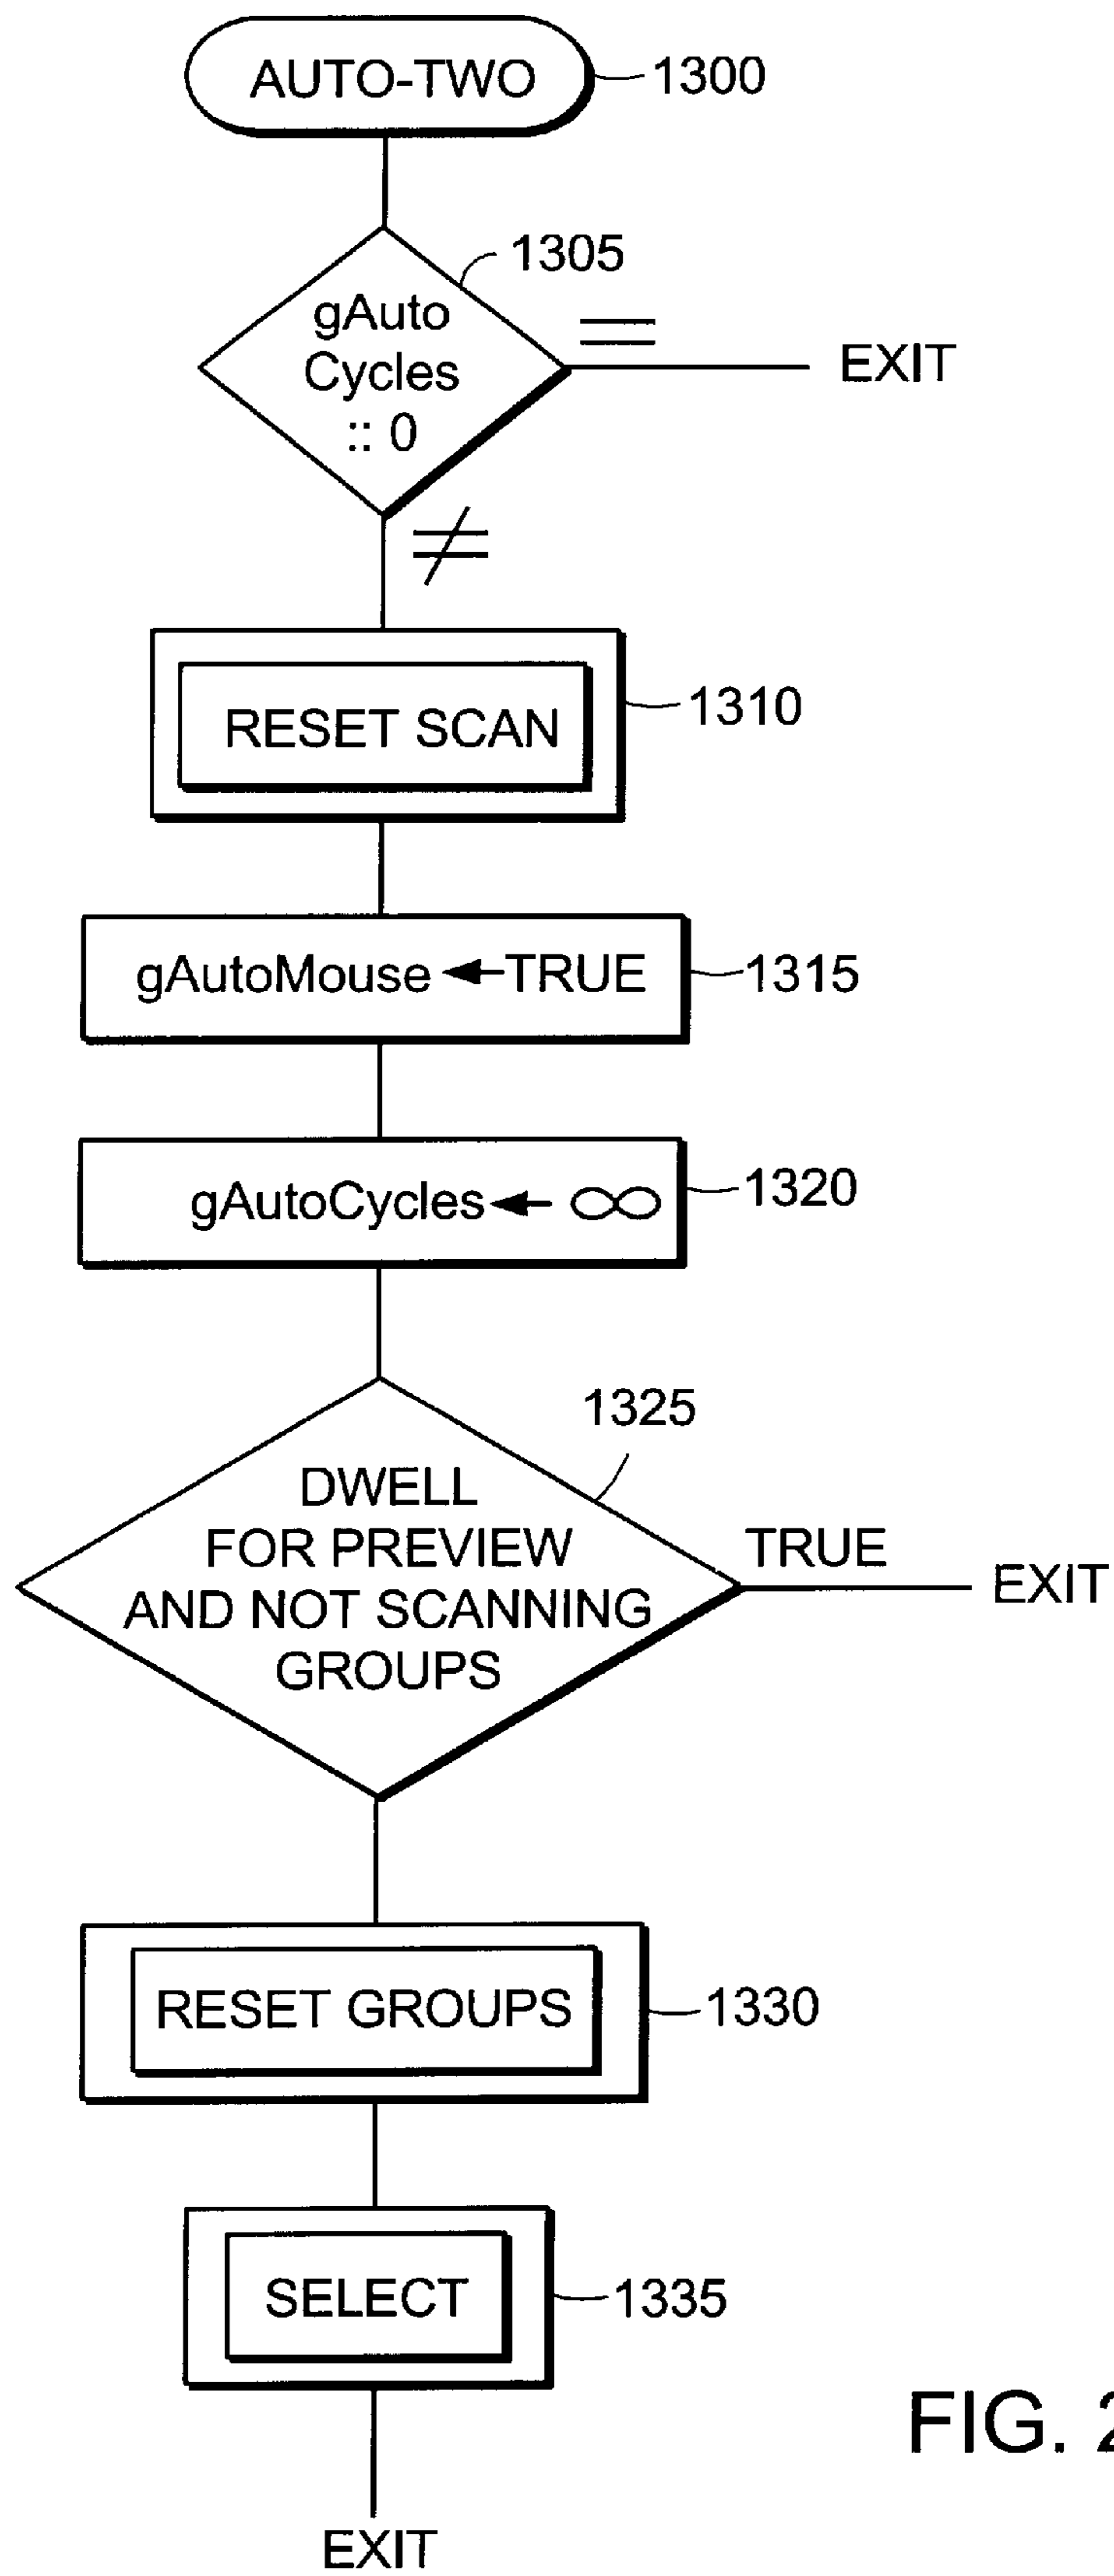 AUTO-TWO
1300
1305
gAuto
Cycles
:: 0
=
EXIT
≠
RESET SCAN
1310
gAutoMouse ← TRUE
1315
gAutoCycles ← ∞
1320
1325
DWELL
FOR PREVIEW
AND NOT SCANNING
GROUPS
TRUE
EXIT
RESET GROUPS
1330
SELECT
1335
EXIT
FIG.